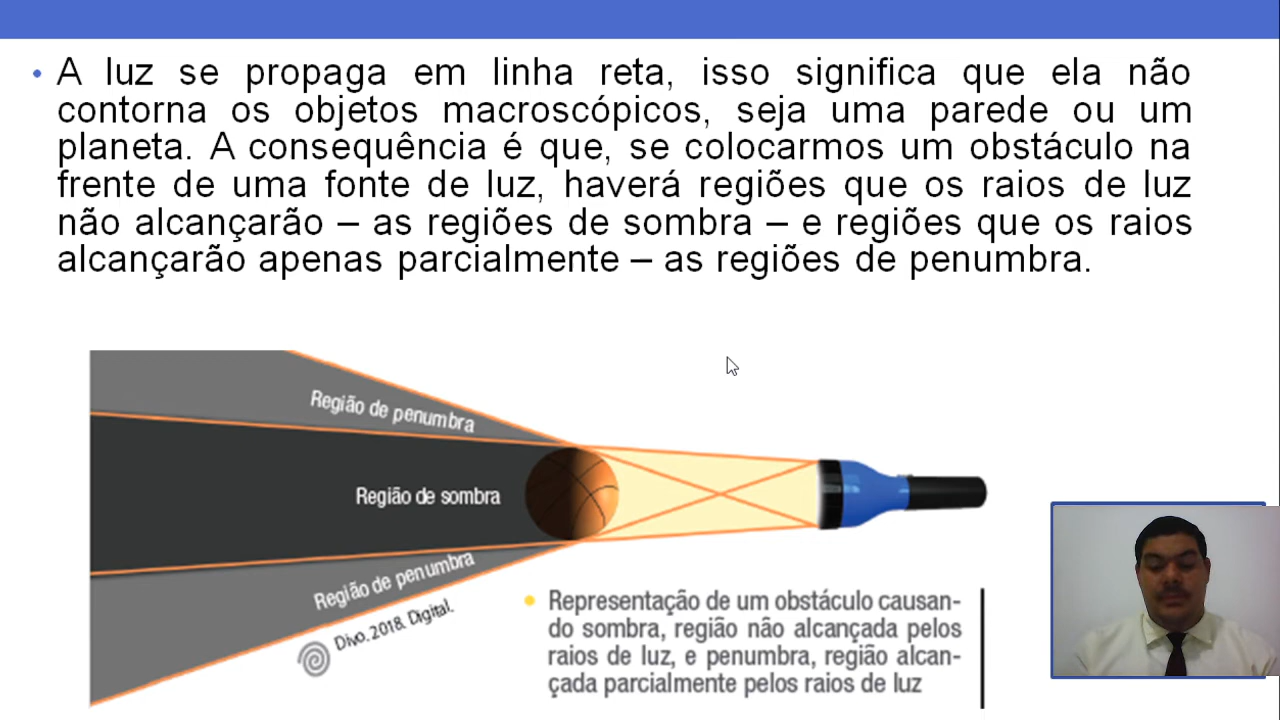 A luz se propaga em linha reta, isso significa que ela não
contorna os objetos macroscópicos, seja uma parede ou um
planeta. A consequência é que, se colocarmos um obstáculo na
frente de uma fonte de luz, haverá regiões que os raios de luz
não alcançarão – as regiões de sombra – e regiões que os raios
alcançarão apenas parcialmente – as regiões de penumbra.
Região de penumbra
Região de sombra
Região de penumbra
Divo. 2018. Digital.
Representação de um obstáculo causan-
do sombra, região não alcançada pelos
raios de luz, e penumbra, região alcan-
çada parcialmente pelos raios de luz